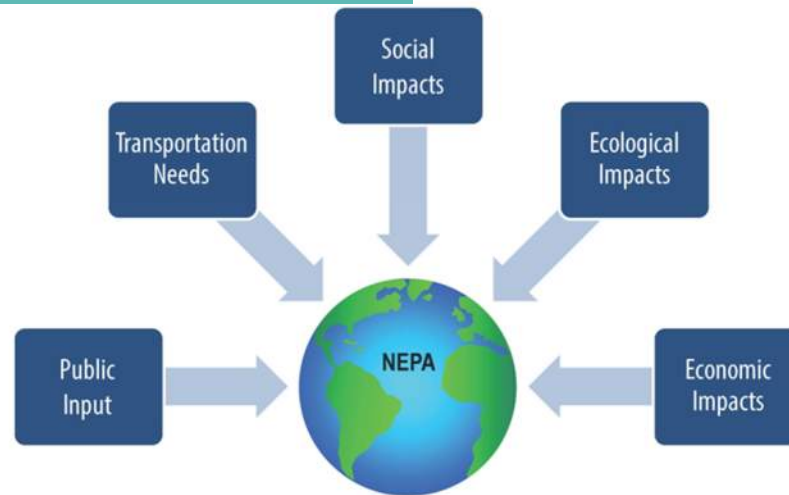 Social
Impacts
Transportation
Needs
Ecological
Impacts
NEPA
Public
Input
Economic
Impacts